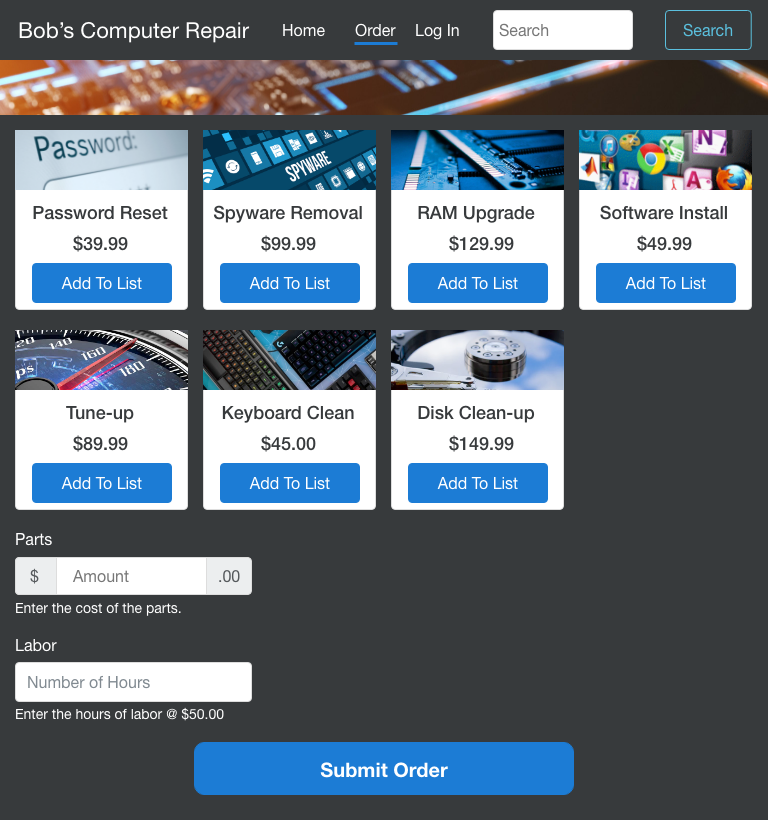 Bob’s Computer Repair Home Order Log In Search Search
Password:
SPYWARE
N
A
Password Reset Spyware Removal RAM Upgrade Software Install
$39.99 $99.99 $129.99 $49.99
Add To List Add To List Add To List Add To List
120 140 160 180
Tune-up Keyboard Clean Disk Clean-up
$89.99 $45.00 $149.99
Add To List Add To List Add To List
Parts
$ Amount .00
Enter the cost of the parts.
Labor
Number of Hours
Enter the hours of labor @ $50.00
Submit Order